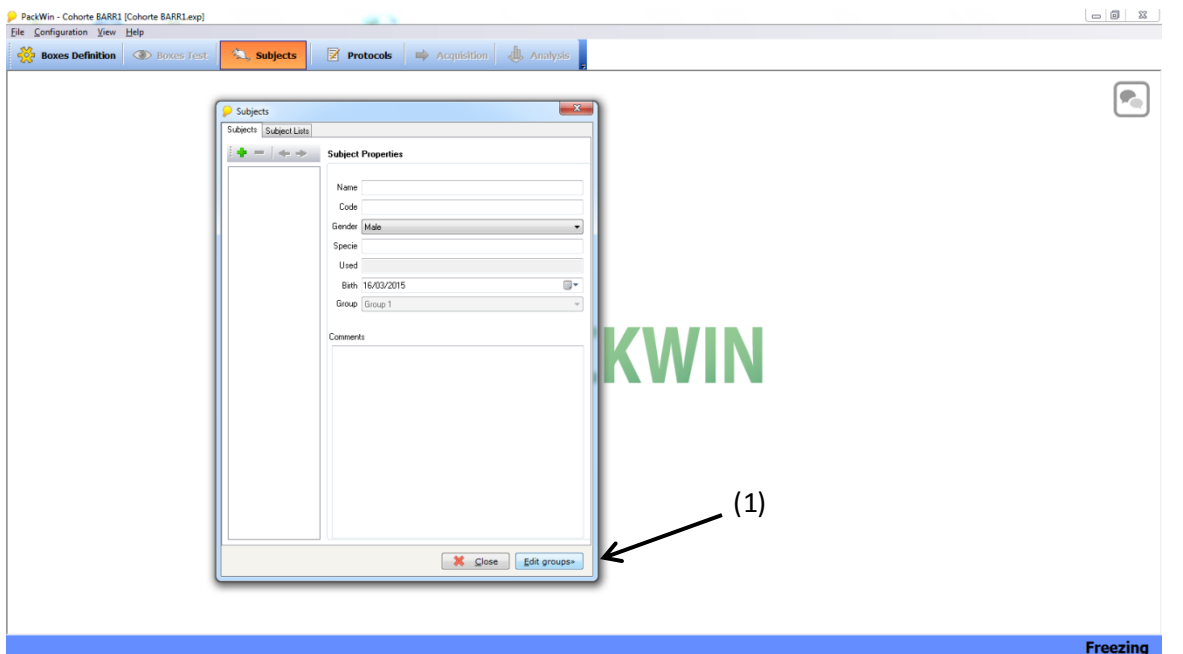 PackWin - Cohorte BARR1 [Cohorte BARR1.exp]
File Configuration View Help
Boxes Definition Boxes Test Subjects Protocols Acquisition Analysis
Subjects
Subjects Subject Lists
Subject Properties
Name
Code
Gender Male
Specie
Used
Birth 16/03/2015
Group Group 1
Comments
KWIN
(1)
Close Edit groups»
Freezing